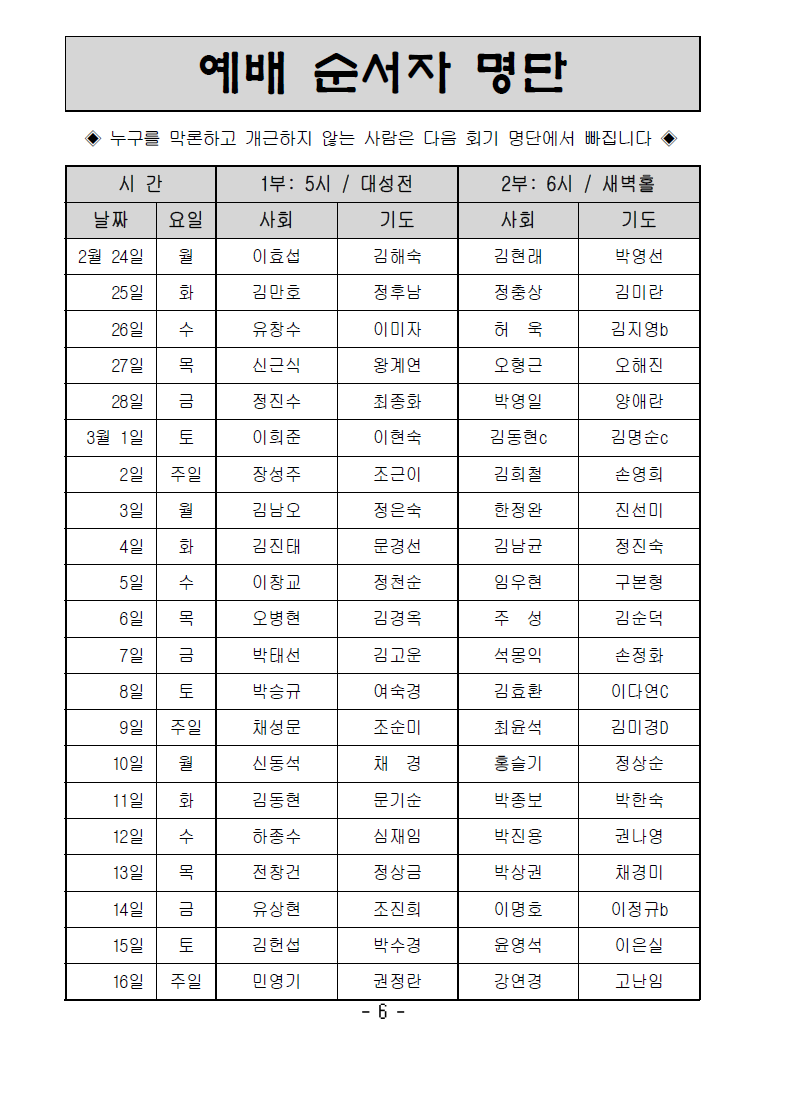 예배 순서자 명단
◈ 누구를 막론하고 개근하지 않는 사람은 다음 회기 명단에서 빠집니다 ◈
시 간 1부: 5시 / 대성전 2부: 6시 / 새벽홀
날짜 요일 사회 기도 사회 기도
2월 24일 월 이효섭 김해숙 김현래 박영선
25일 화 김만호 정후남 정충상 김미란
26일 수 유창수 이미자 허 욱 김지영b
27일 목 신근식 왕계연 오형근 오해진
28일 금 정진수 최종화 박영일 양애란
3월 1일 토 이희준 이현숙 김동현c 김명순c
2일 주일 장성주 조근이 김희철 손영희
3일 월 김남오 정은숙 한정완 진선미
4일 화 김진태 문경선 김남균 정진숙
5일 수 이창교 정천순 임우현 구본형
6일 목 오병현 김경옥 주 성 김순덕
7일 금 박태선 김고운 석몽익 손정화
8일 토 박승규 여숙경 김효환 이다연C
9일 주일 채성문 조순미 최윤석 김미경D
10일 월 신동석 채 경 홍슬기 정상순
11일 화 김동현 문기순 박종보 박한숙
12일 수 하종수 심재임 박진용 권나영
13일 목 전창건 정상금 박상권 채경미
14일 금 유상현 조진희 이명호 이정규b
15일 토 김헌섭 박수경 윤영석 이은실
16일 주일 민영기 권정란 강연경 고난임
- 6 -